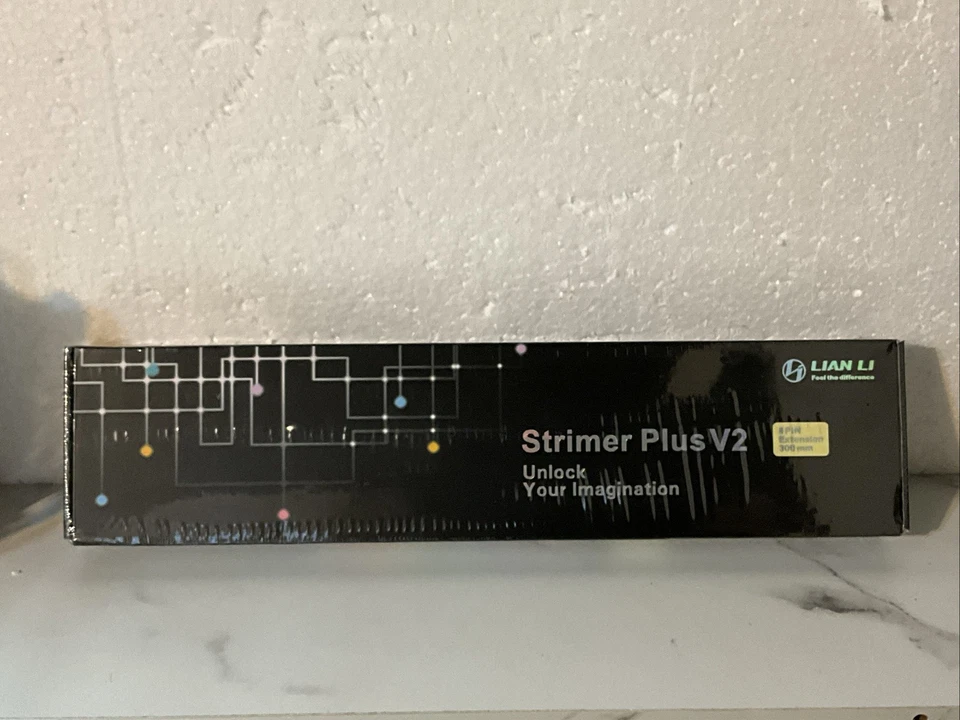 LIAN LI
Feel the difference
Strimer Plus V2
8 Pin
Extension
300 mm
Unlock
Your Imagination